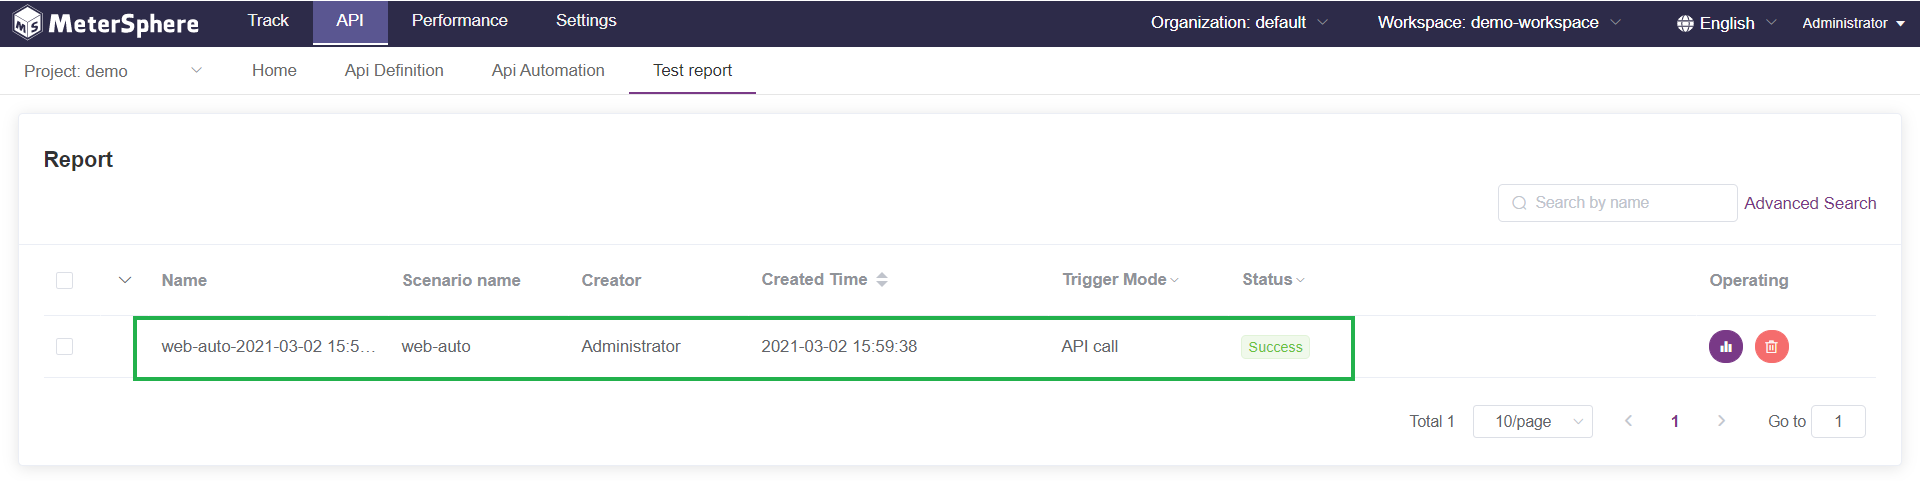 MeterSphere Track API Performance Settings Organization: default Workspace: demo-workspace English Administrator
Project: demo Home Api Definition Api Automation Test report
Report
Search by name Advanced Search
Name Scenario name Creator Created Time Trigger Mode Status Operating
web-auto-2021-03-02 15:5... web-auto Administrator 2021-03-02 15:59:38 API call Success
Total 1 10/page 1 Go to 1